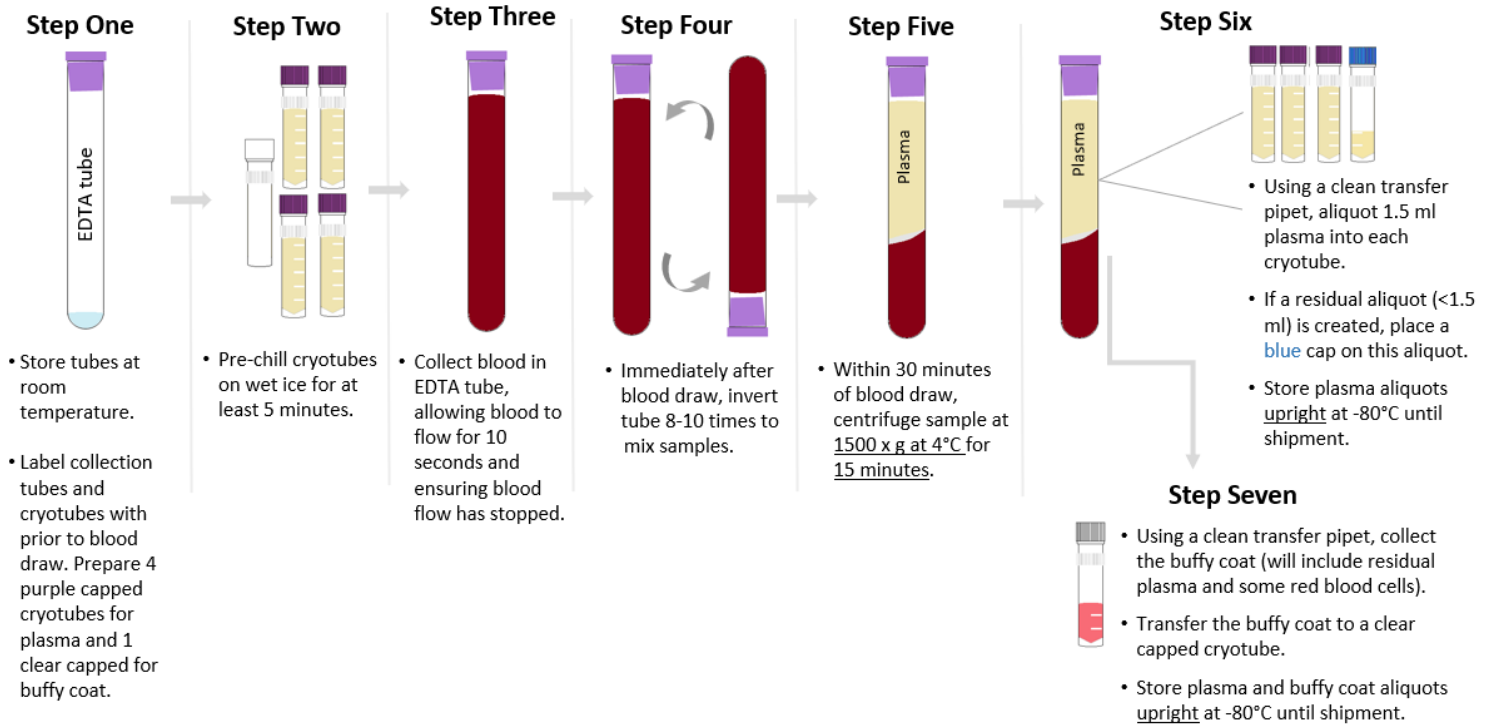 Step One
EDTA tube
• Store tubes at
room
temperature.
• Label collection
tubes and
cryotubes with
prior to blood
draw. Prepare 4
purple capped
cryotubes for
plasma and 1
clear capped for
buffy coat.
Step Two
• Pre-chill cryotubes
on wet ice for at
least 5 minutes.
Step Three
• Collect blood in
EDTA tube,
allowing blood to
flow for 10
seconds and
ensuring blood
flow has stopped.
Step Four
• Immediately after
blood draw, invert
tube 8-10 times to
mix samples.
Step Five
Plasma
• Within 30 minutes
of blood draw,
centrifuge sample at
1500 x g at 4°C for
15 minutes.
Step Six
Plasma
• Using a clean transfer
pipet, aliquot 1.5 ml
plasma into each
cryotube.
• If a residual aliquot (<1.5
ml) is created, place a
blue cap on this aliquot.
• Store plasma aliquots
upright at -80°C until
shipment.
Step Seven
• Using a clean transfer pipet, collect
the buffy coat (will include residual
plasma and some red blood cells).
• Transfer the buffy coat to a clear
capped cryotube.
• Store plasma and buffy coat aliquots
upright at -80°C until shipment.